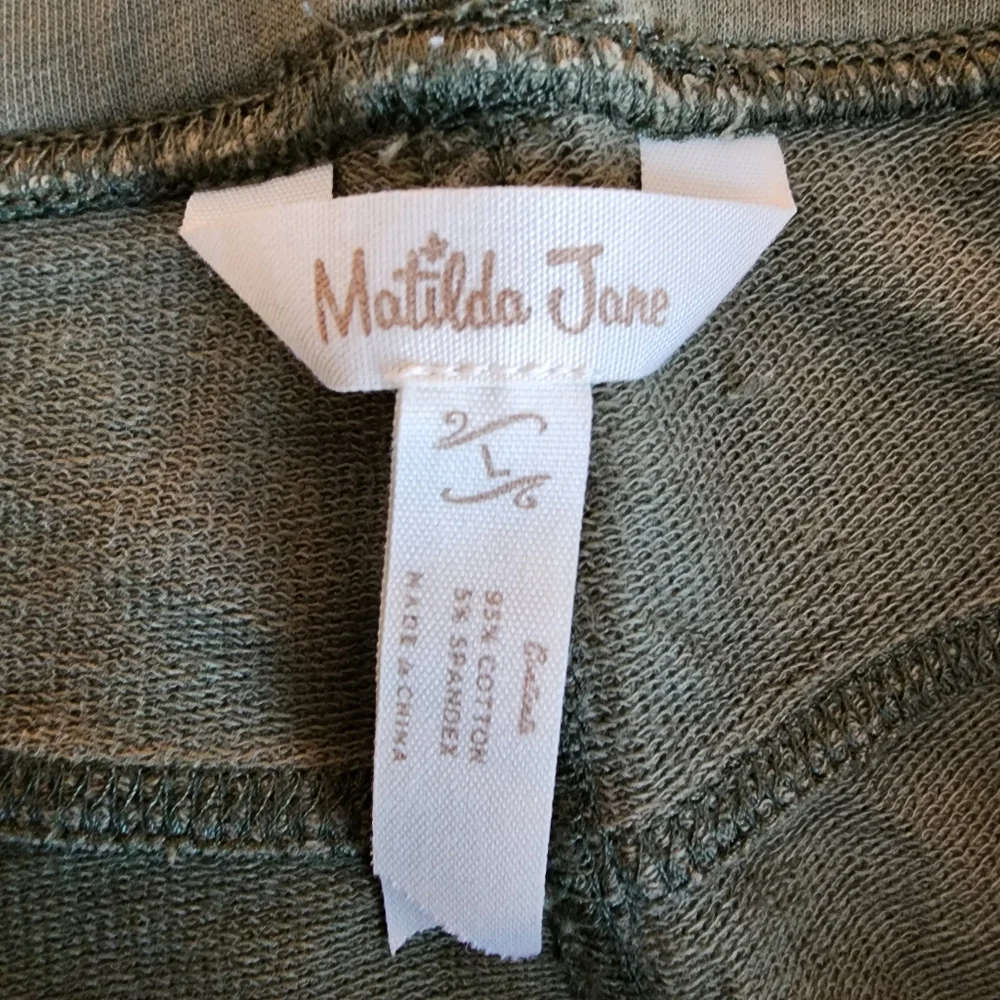 Matilda Jane
L
95% COTTON
5% SPANDEX
MADE IN CHINA